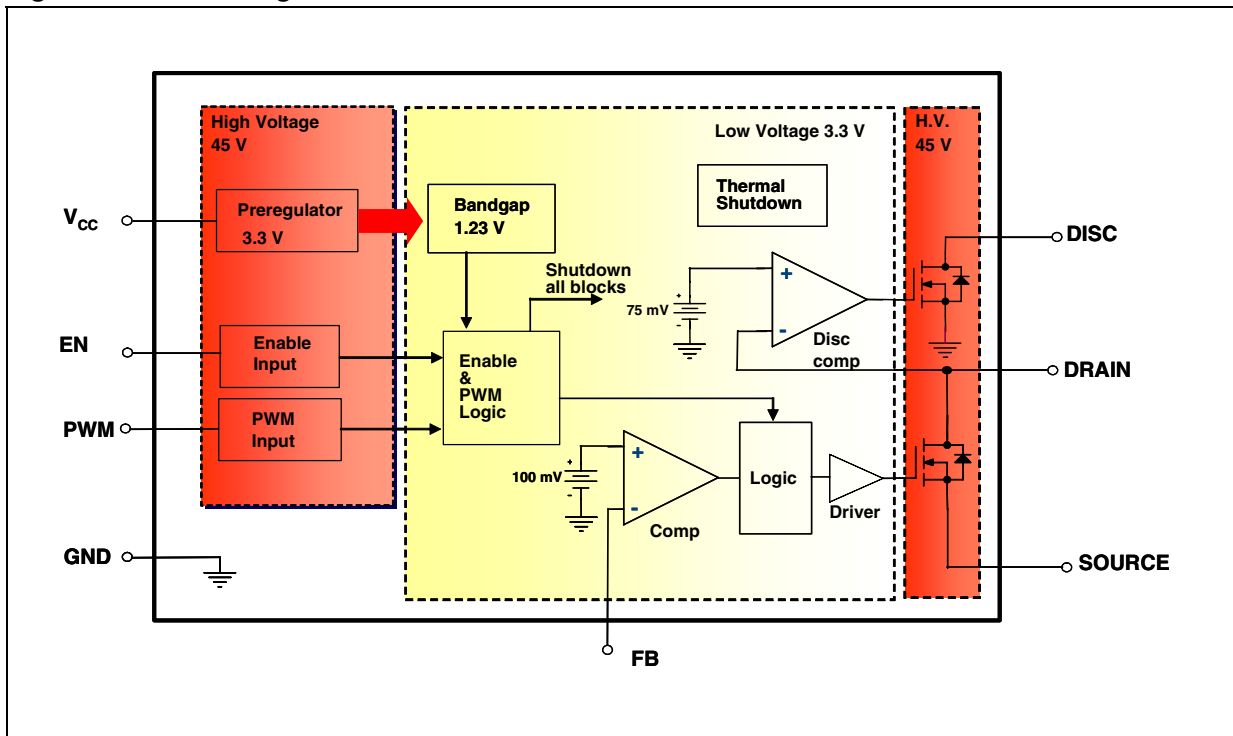 High Voltage
45 V
Low Voltage 3.3 V
H.V.
45 V
Thermal
Shutdown
VCC
Preregulator
3.3 V
Bandgap
1.23 V
DISC
Shutdown
all blocks
+
75 mV
-
+
-
Disc
comp
EN
Enable
Input
Enable
&
PWM
Logic
DRAIN
PWM
PWM
Input
+
100 mV
-
+
-
Comp
Logic
Driver
GND
SOURCE
FB